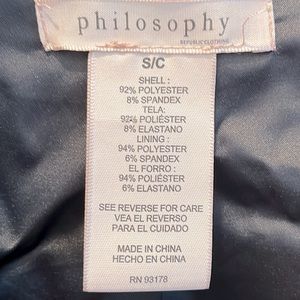 philosophy
REPUBLIC CLOTHING
S/C
SHELL :
92% POLYESTER
8% SPANDEX
TELA:
92% POLIÉSTER
8% ELASTANO
LINING :
94% POLYESTER
6% SPANDEX
EL FORRO :
94% POLIÉSTER
6% ELASTANO
SEE REVERSE FOR CARE
VEA EL REVERSO
PARA EL CUIDADO
MADE IN CHINA
HECHO EN CHINA
RN 93178